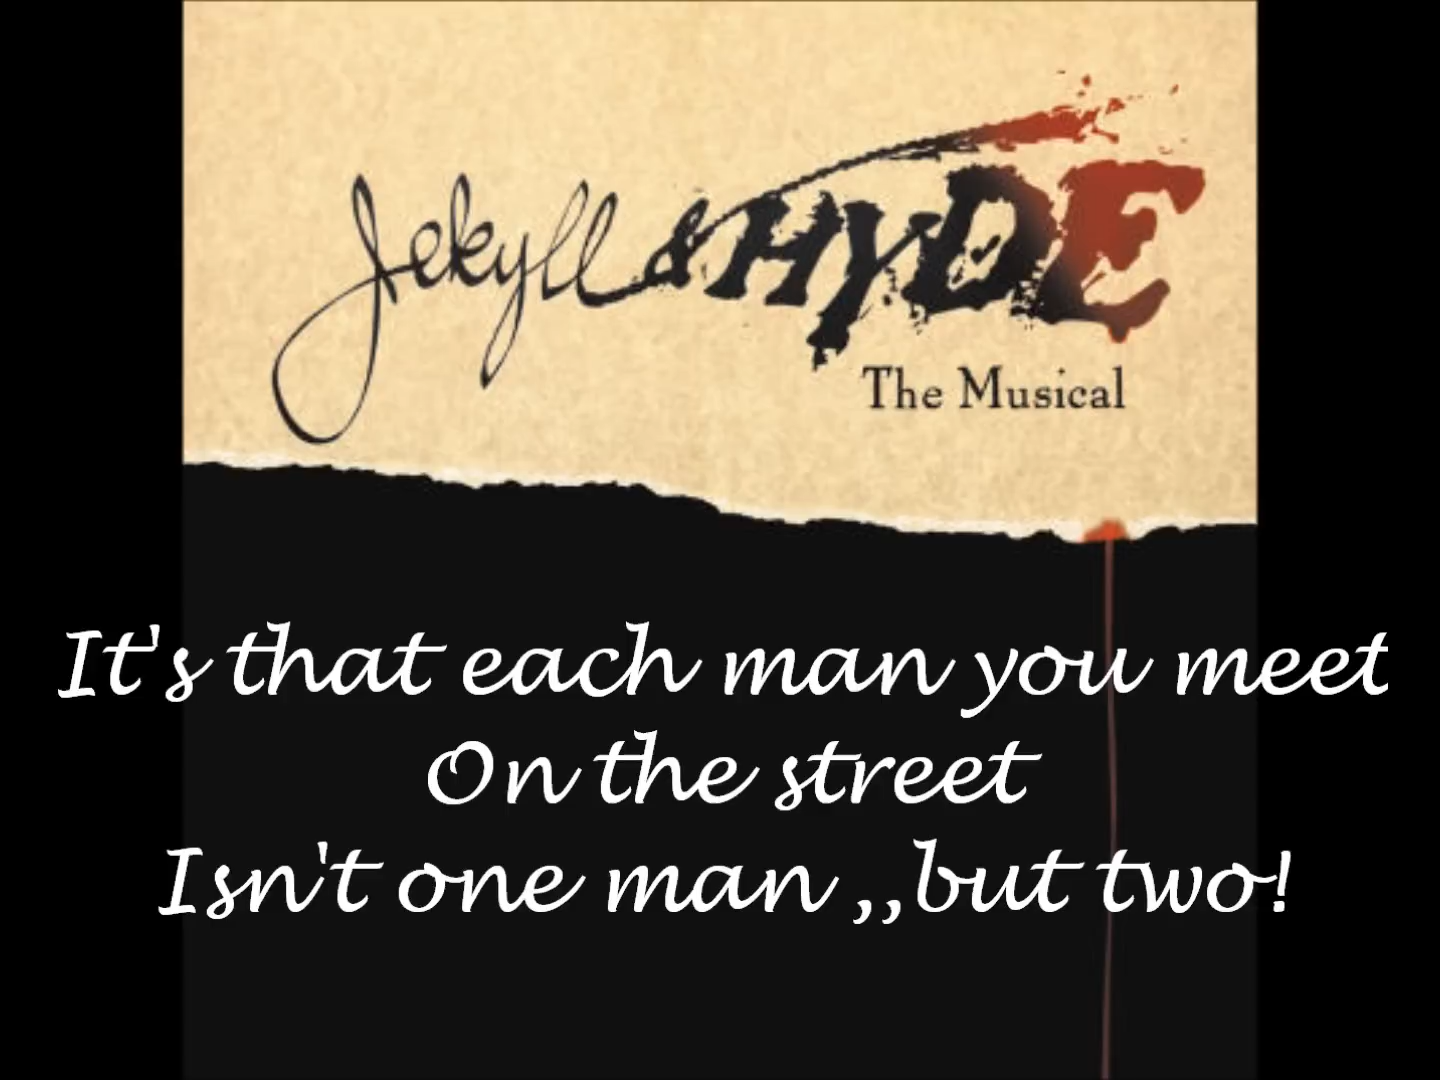 Jekyll & HYDE
The Musical
It's that each man you meet
On the street
Isn't one man ,,but two!